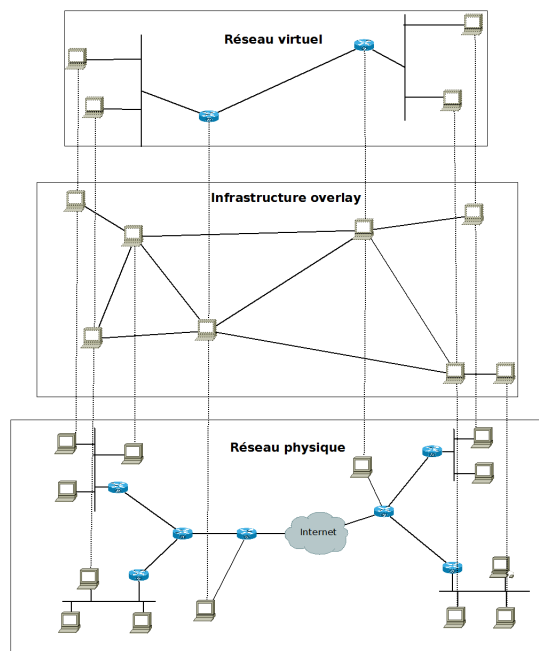 Réseau virtuel
Infrastructure overlay
Réseau physique
Internet